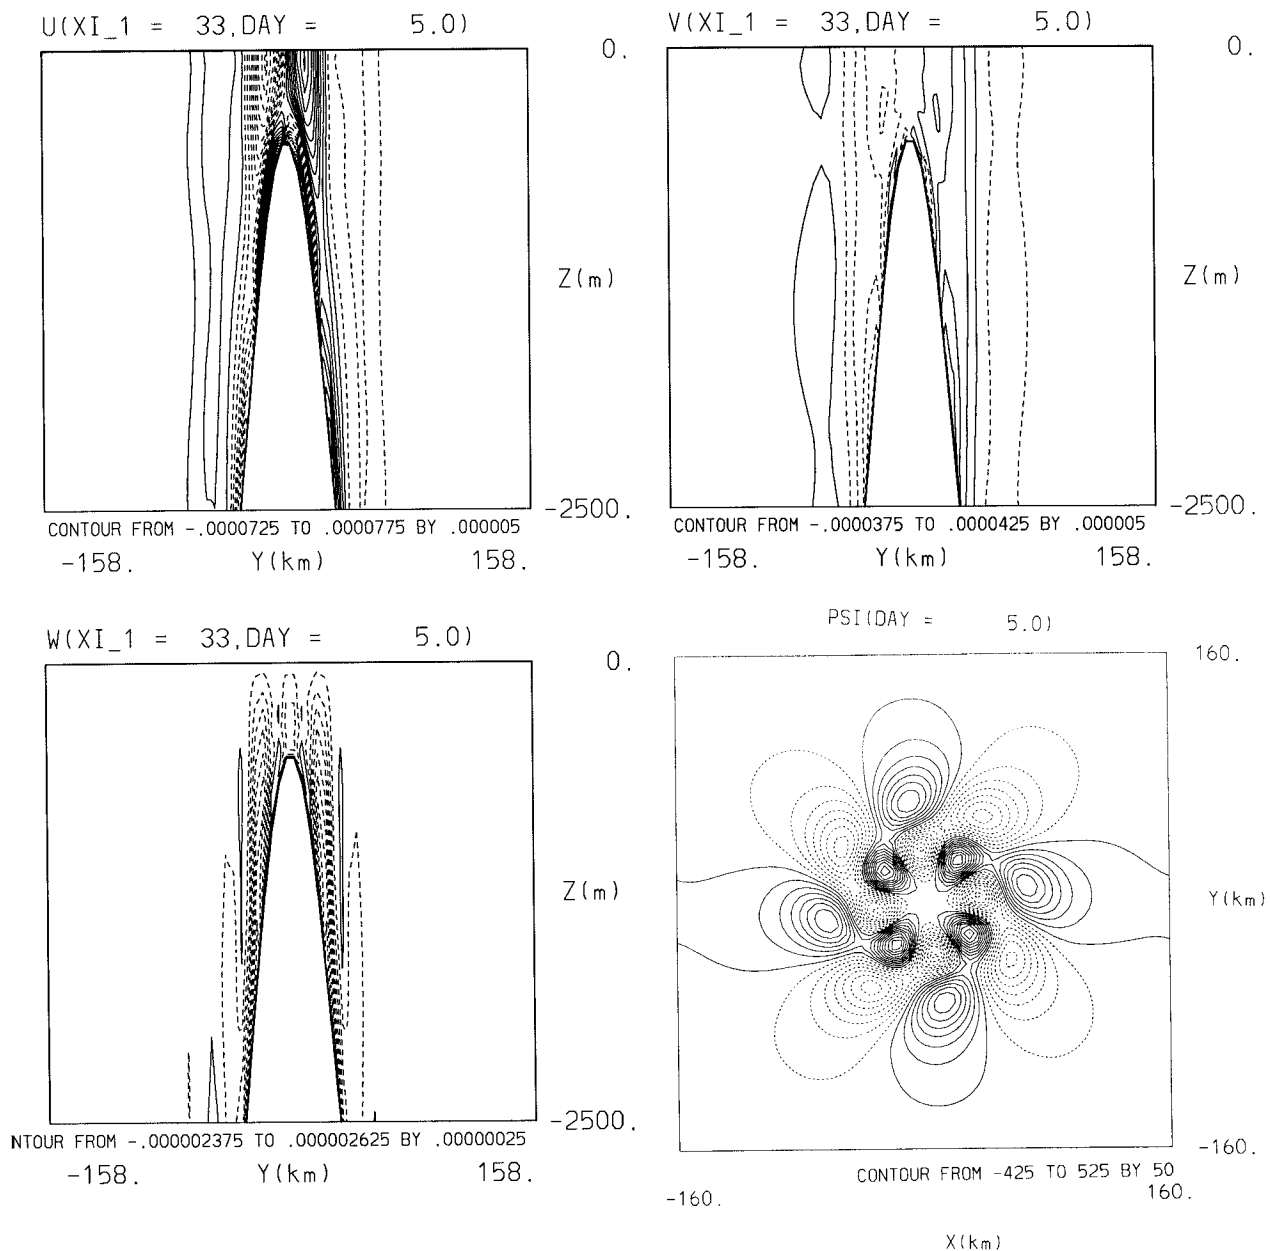 U(XI_1 = 33,DAY = 5.0)
0.
Z(m)
-2500.
CONTOUR FROM -.0000725 TO .0000775 BY .000005
-158. Y(km) 158.
V(XI_1 = 33,DAY = 5.0)
0.
Z(m)
-2500.
CONTOUR FROM -.0000375 TO .0000425 BY .000005
-158. Y(km) 158.
W(XI_1 = 33,DAY = 5.0)
0.
Z(m)
-2500.
NTOUR FROM -.000002375 TO .000002625 BY .00000025
-158. Y(km) 158.
PSI(DAY = 5.0)
160.
Y(km)
-160.
CONTOUR FROM -425 TO 525 BY 50
-160. 160.
X(km)